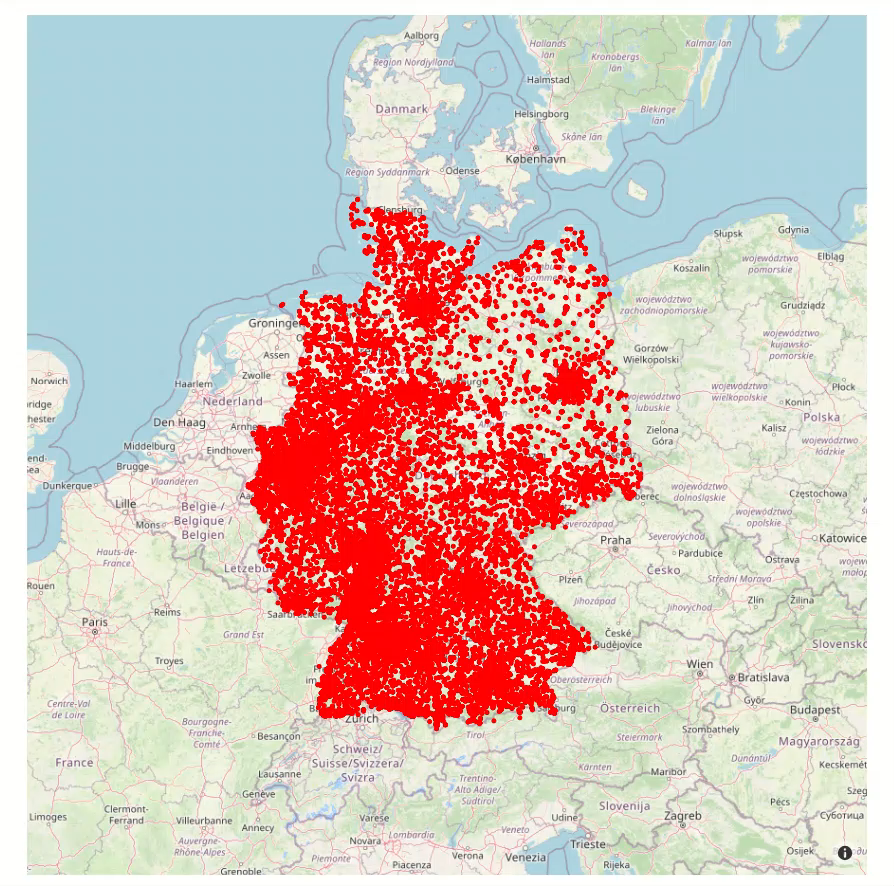 Aalborg
Region Nordjylland
Hallands
län
Kronobergs
län
Kalmar län
Halmstad
Danmark
Helsingborg
Blekinge
län
Skåne län
København
Region Syddanmark
Odense
Flensburg
Słupsk
Gdynia
Koszalin
województwo
pomorskie
Elbląg
Groningen
województwo
zachodniopomorskie
Grudziądz
Assen
Gorzów
Wielkopolski
województwo
kujawsko-
pomorskie
Norwich
Zwolle
Haarlem
Nederland
województwo
lubuskie
województwo
wielkopolskie
Płock
Konin
Den Haag
Polska
Middelburg
Eindhoven
Zielona
Góra
Kalisz
województwo
łódzkie
Brugge
Dunkerque
Vlaanderen
Lille
België /
Belgique /
Belgien
województwo
dolnośląskie
Częstochowa
Mons
województwo
opolskie
Hauts-de-
France
Praha
Severovýchod
Katowice
Pardubice
Ostrava
Rouen
Plzeň
Česko
Střední Morava
Reims
Jihozápad
Jihovýchod
Zlín
Žilina
Paris
Grand Est
České
Budějovice
Slovensko
Troyes
Wien
Bratislava
Oberösterreich
Centre-Val
de Loire
Zürich
Österreich
Győr
Budapest
Bourgogne-
Franche-
Comté
Besançon
Tirol
Steiermark
Szombathely
Magyarország
France
Schweiz/
Suisse/Svizzera/
Svizra
Lausanne
Kärnten
Maribor
Dunántúl
Kecskemét
Genève
Trentino-
Alto Adige/
Südtirol
Pécs
Limoges
Clermont-
Ferrand
Villeurbanne
Annecy
Varese
Udine
Slovenija
Zagreb
Суботица
Auvergne-
Rhône-Alpes
Novara
Lombardia
Veneto
Trieste
Verona
Venezia
Grenoble
Piemonte
Piacenza
Rijeka
Osijek